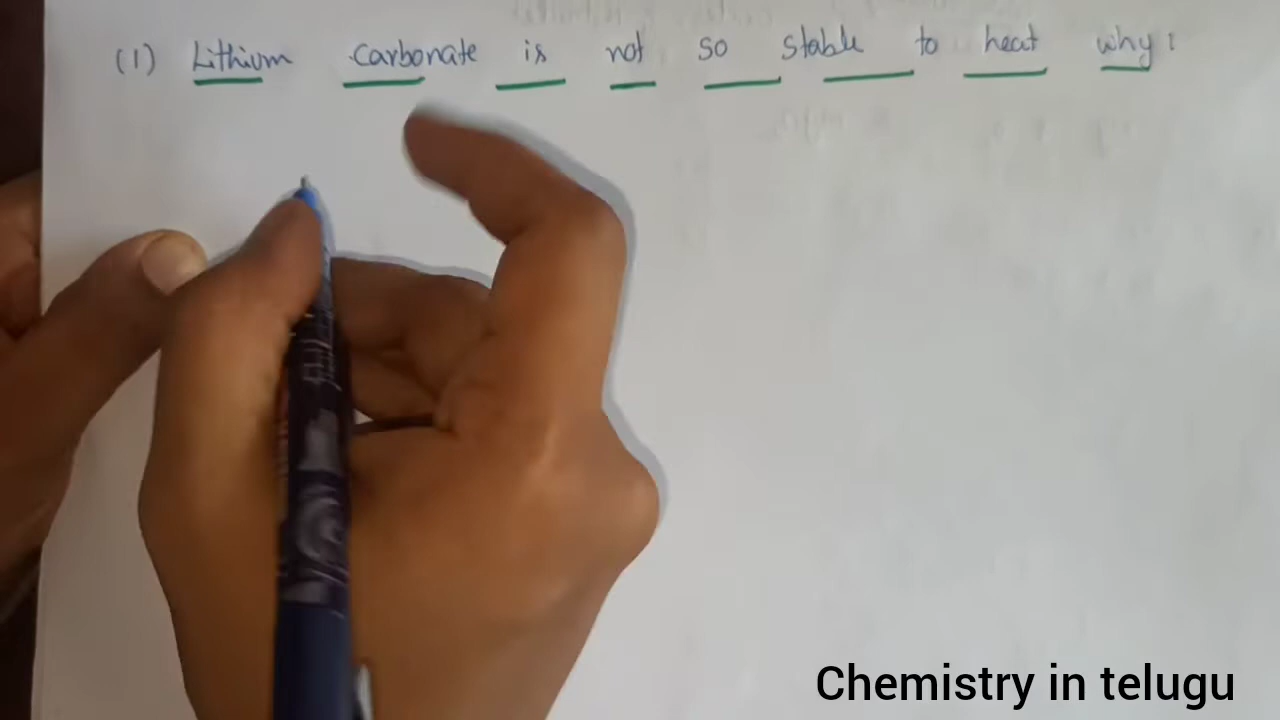 (1) Lithium carbonate is not so stable to heat why?
Chemistry in telugu